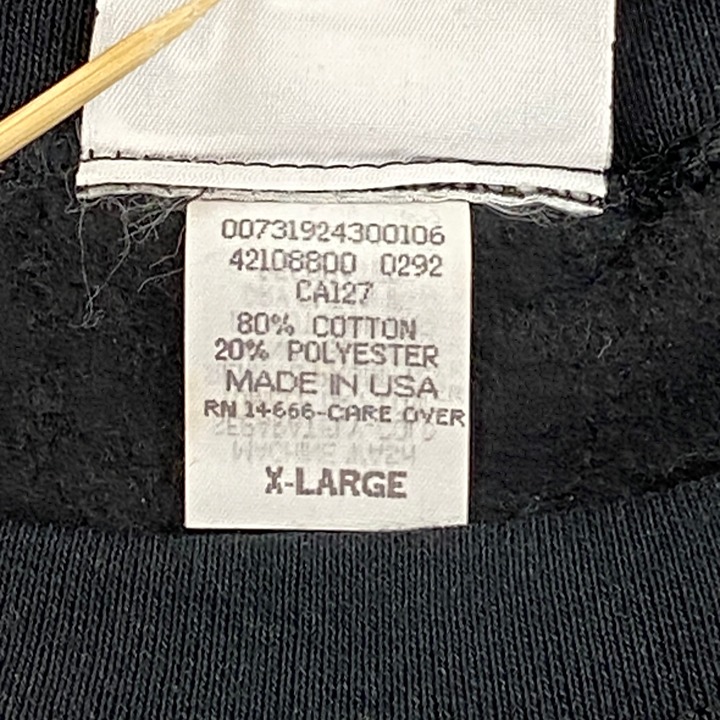 00731924300106
42108800 0292
CA127
80% COTTON
20% POLYESTER
MADE IN USA
RN 14666-CARE OVER
X-LARGE